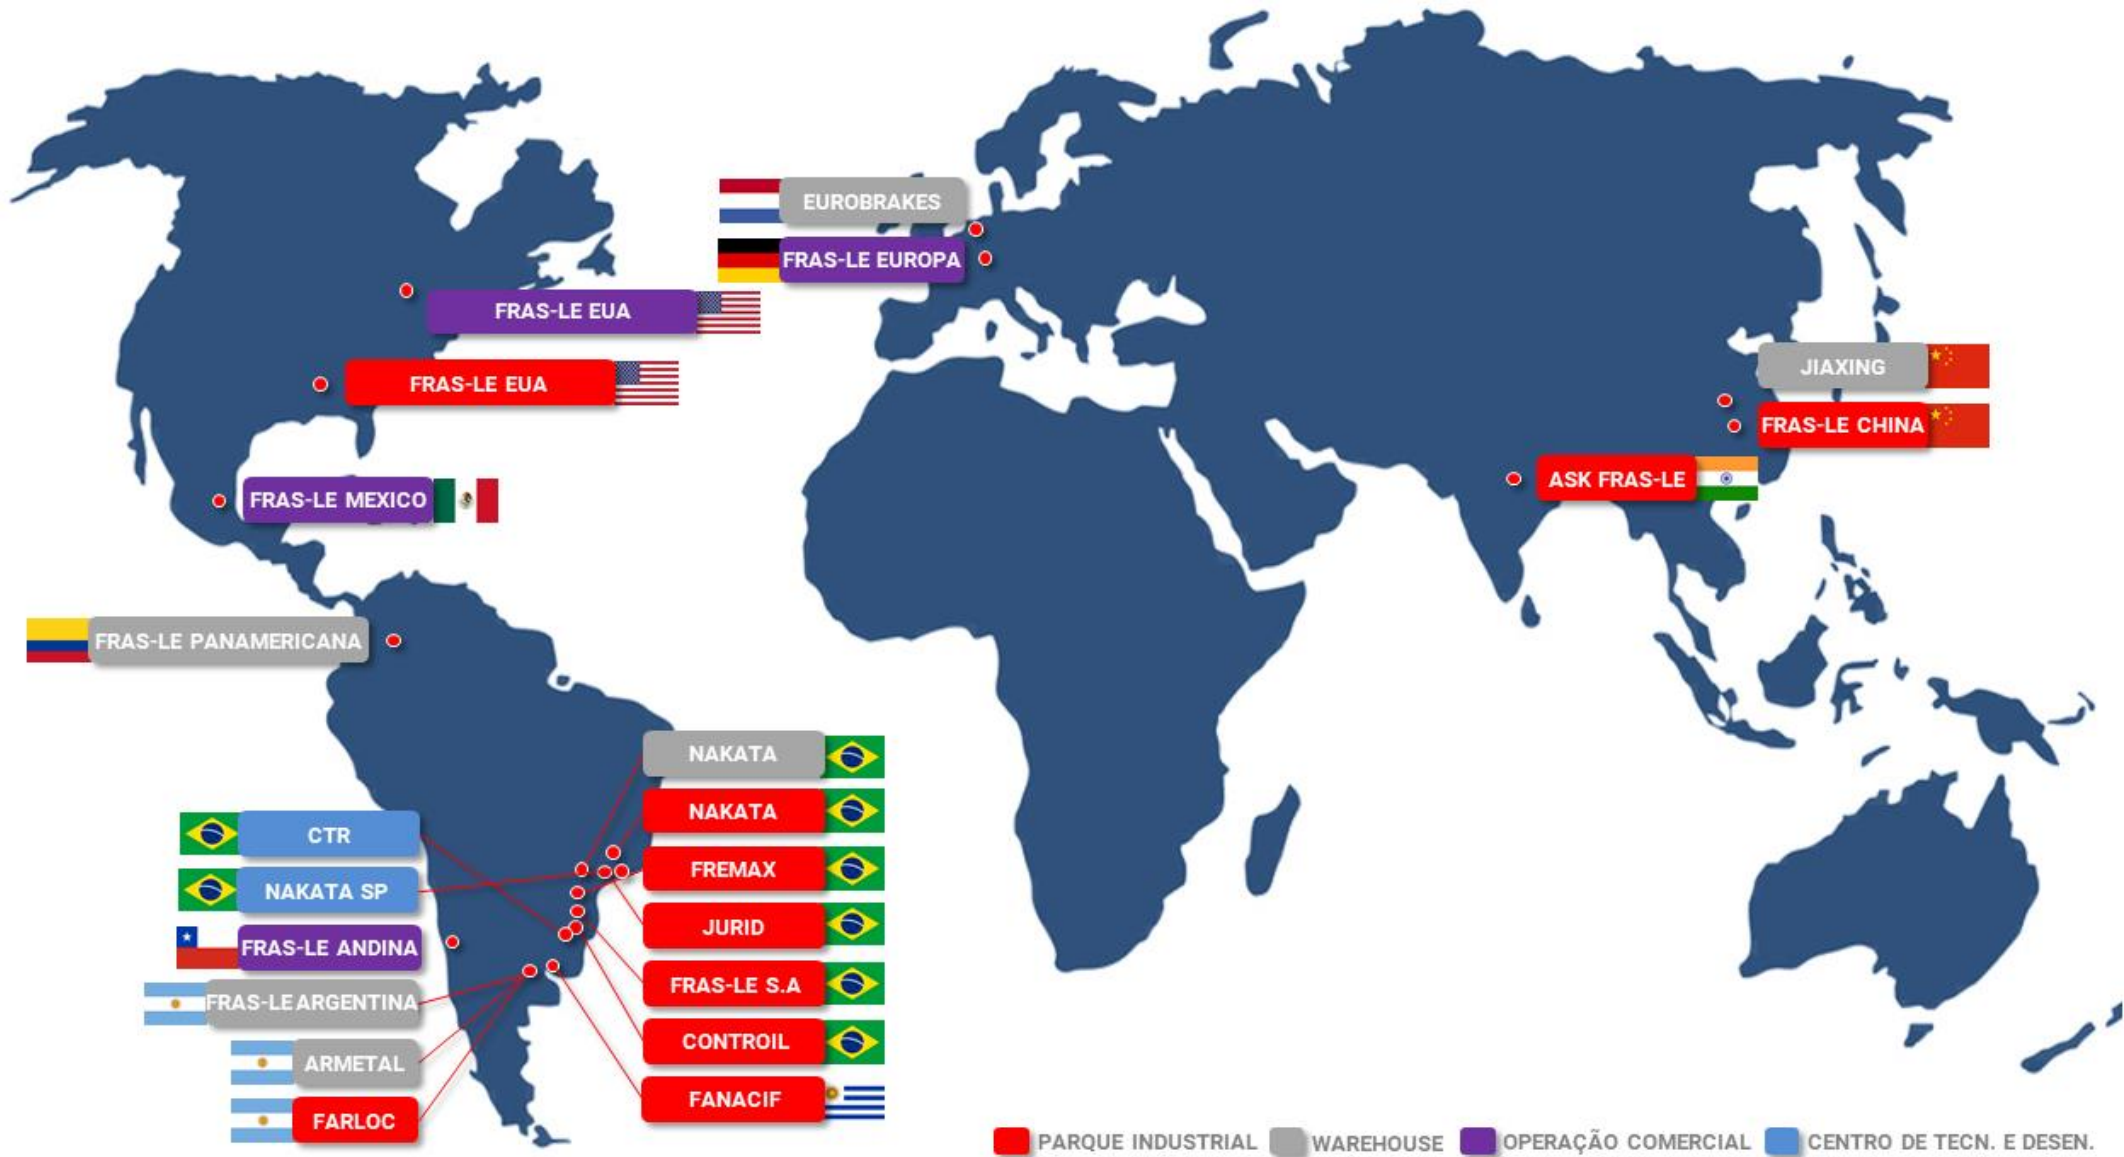 EUROBRAKES
FRAS-LE EUROPA
FRAS-LE EUA
FRAS-LE EUA
JIAXING
FRAS-LE CHINA
ASK FRAS-LE
FRAS-LE MEXICO
FRAS-LE PANAMERICANA
NAKATA
NAKATA
FREMAX
JURID
FRAS-LE S.A
CONTROIL
FANACIF
CTR
NAKATA SP
FRAS-LE ANDINA
FRAS-LE ARGENTINA
ARMETAL
FARLOC
PARQUE INDUSTRIAL WAREHOUSE OPERAÇÃO COMERCIAL CENTRO DE TECN. E DESEN.